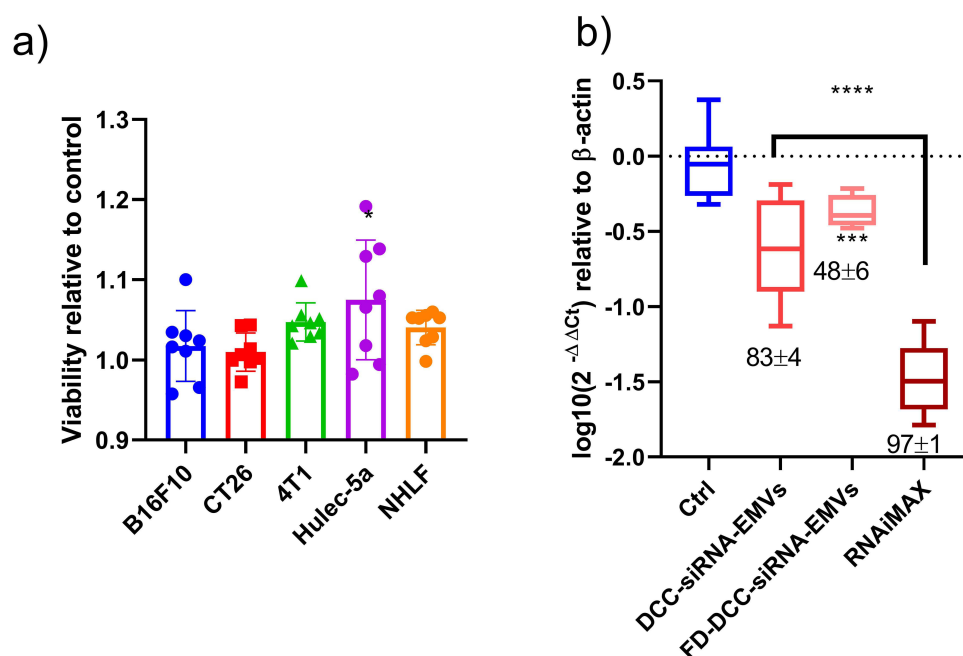 a)
Viability relative to control
1.3
1.2
1.1
1.0
0.9
*
B16F10
CT26
4T1
Hulec-5a
NHLF
b)
log10(2 -Δ ΔCt) relative to β-actin
0.5
0.0
-0.5
-1.0
-1.5
-2.0
****
***
48±6
83±4
97±1
Ctrl
DCC-siRNA-EMVs
FD-DCC-siRNA-EMVs
RNAiMAX